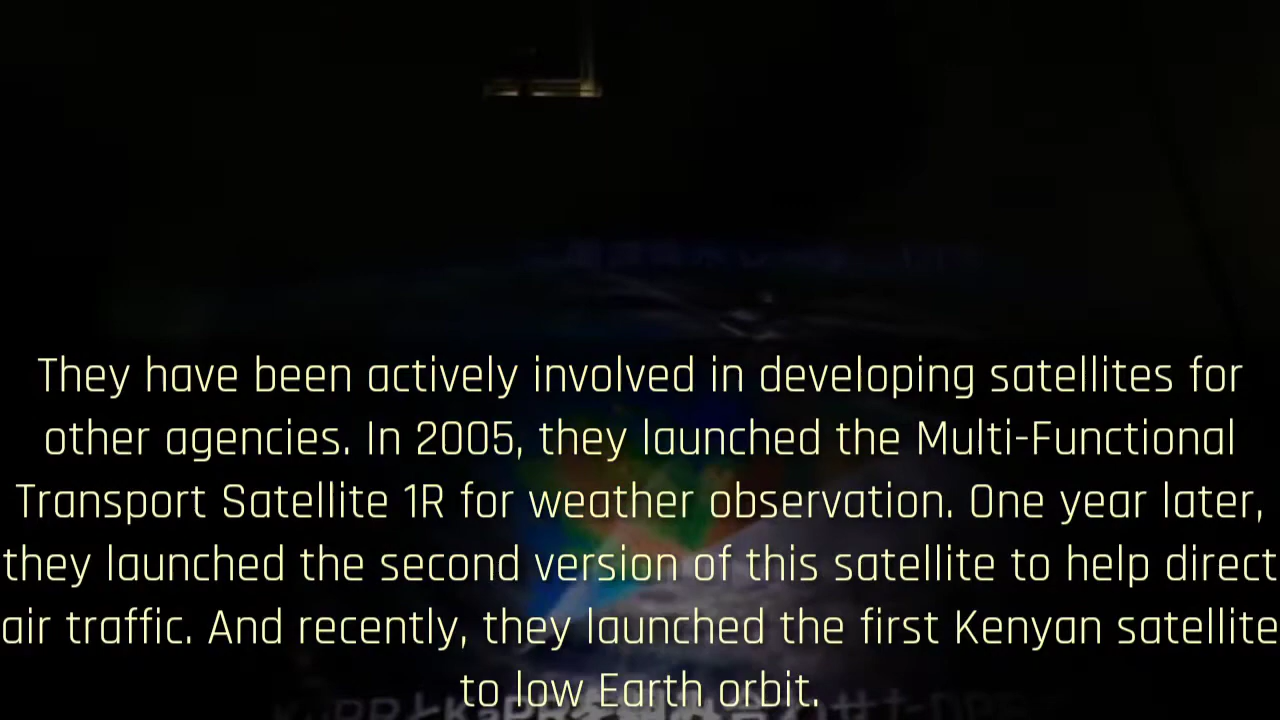 They have been actively involved in developing satellites for
other agencies. In 2005, they launched the Multi-Functional
Transport Satellite 1R for weather observation. One year later,
they launched the second version of this satellite to help direct
air traffic. And recently, they launched the first Kenyan satellite
to low Earth orbit.